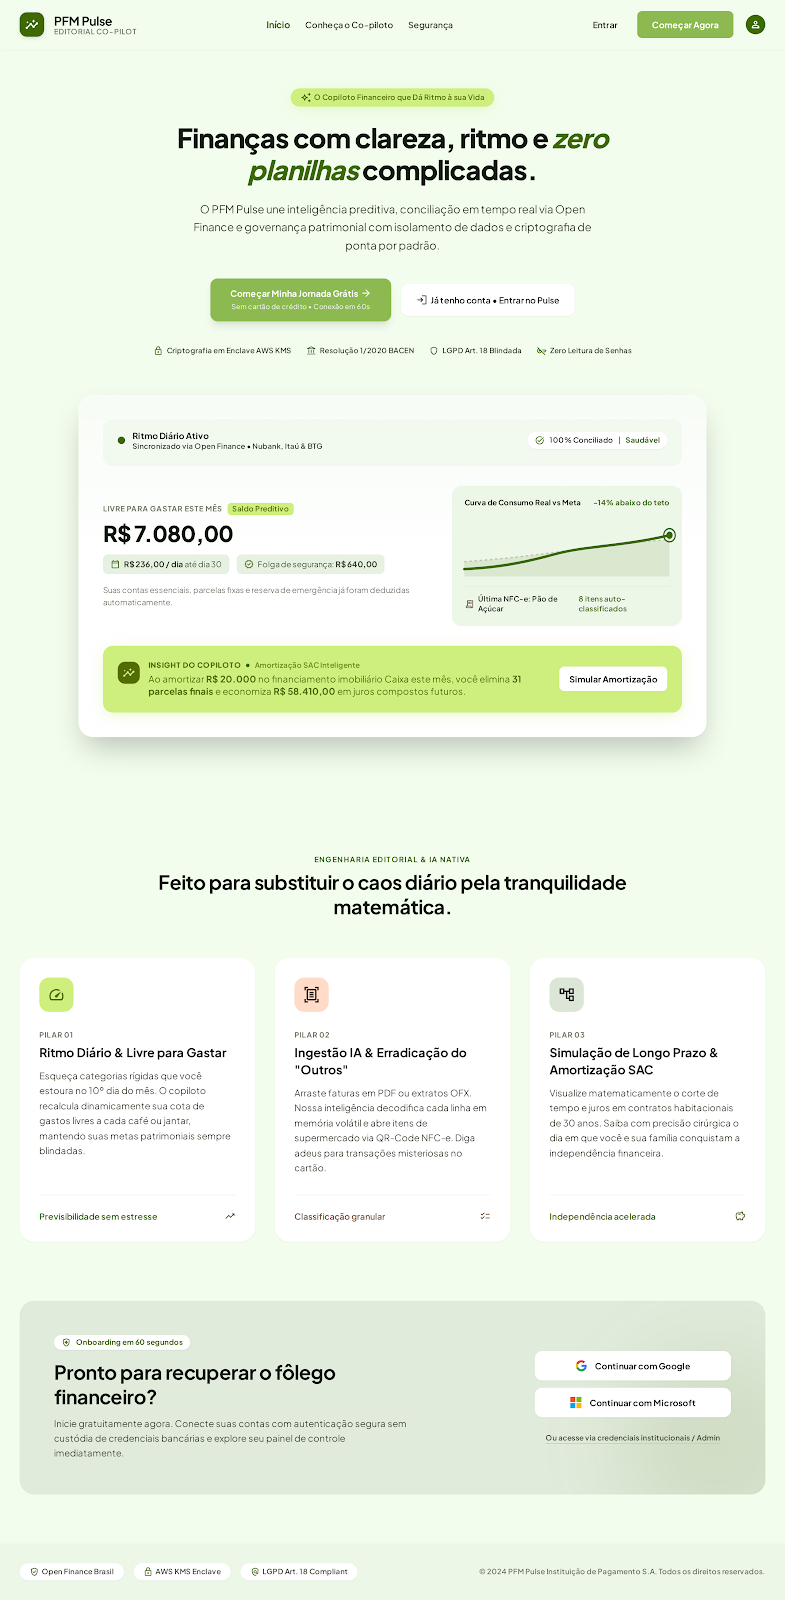 PFM Pulse
EDITORIAL CO-PILOT
Início
Conheça o Co-piloto
Segurança
Entrar
Começar Agora
O Copiloto Financeiro que Dá Ritmo à sua Vida
Finanças com clareza, ritmo e zero
planilhas complicadas.
O PFM Pulse une inteligência preditiva, conciliação em tempo real via Open
Finance e governança patrimonial com isolamento de dados e criptografia de
ponta por padrão.
Começar Minha Jornada Grátis →
Sem cartão de crédito • Conexão em 60s
Já tenho conta • Entrar no Pulse
Criptografia em Enclave AWS KMS
Resolução 1/2020 BACEN
LGPD Art. 18 Blindada
Zero Leitura de Senhas
Ritmo Diário Ativo
Sincronizado via Open Finance • Nubank, Itaú & BTG
100% Conciliado | Saudável
LIVRE PARA GASTAR ESTE MÊS
Saldo Preditivo
R$ 7.080,00
R$ 236,00 / dia até dia 30
Folga de segurança: R$ 640,00
Suas contas essenciais, parcelas fixas e reserva de emergência já foram deduzidas
automaticamente.
Curva de Consumo Real vs Meta
-14% abaixo do teto
Última NFC-e: Pão de
Açúcar
8 itens auto-
classificados
INSIGHT DO COPILOTO • Amortização SAC Inteligente
Ao amortizar R$ 20.000 no financiamento imobiliário Caixa este mês, você elimina 31
parcelas finais e economiza R$ 58.410,00 em juros compostos futuros.
Simular Amortização
ENGENHARIA EDITORIAL & IA NATIVA
Feito para substituir o caos diário pela tranquilidade
matemática.
PILAR 01
Ritmo Diário & Livre para Gastar
Esqueça categorias rígidas que você
estoura no 10º dia do mês. O copiloto
recalcula dinamicamente sua cota de
gastos livres a cada café ou jantar,
mantendo suas metas patrimoniais sempre
blindadas.
Previsibilidade sem estresse
PILAR 02
Ingestão IA & Erradicação do
"Outros"
Arraste faturas em PDF ou extratos OFX.
Nossa inteligência decodifica cada linha em
memória volátil e abre itens de
supermercado via QR-Code NFC-e. Diga
adeus para transações misteriosas no
cartão.
Classificação granular
PILAR 03
Simulação de Longo Prazo &
Amortização SAC
Visualize matematicamente o corte de
tempo e juros em contratos habitacionais
de 30 anos. Saiba com precisão cirúrgica o
dia em que você e sua família conquistam a
independência financeira.
Independência acelerada
Onboarding em 60 segundos
Pronto para recuperar o fôlego
financeiro?
Inicie gratuitamente agora. Conecte suas contas com autenticação segura sem
custódia de credenciais bancárias e explore seu painel de controle
imediatamente.
Continuar com Google
Continuar com Microsoft
Ou acesse via credenciais institucionais / Admin
Open Finance Brasil
AWS KMS Enclave
LGPD Art. 18 Compliant
© 2024 PFM Pulse Instituição de Pagamento S.A. Todos os direitos reservados.